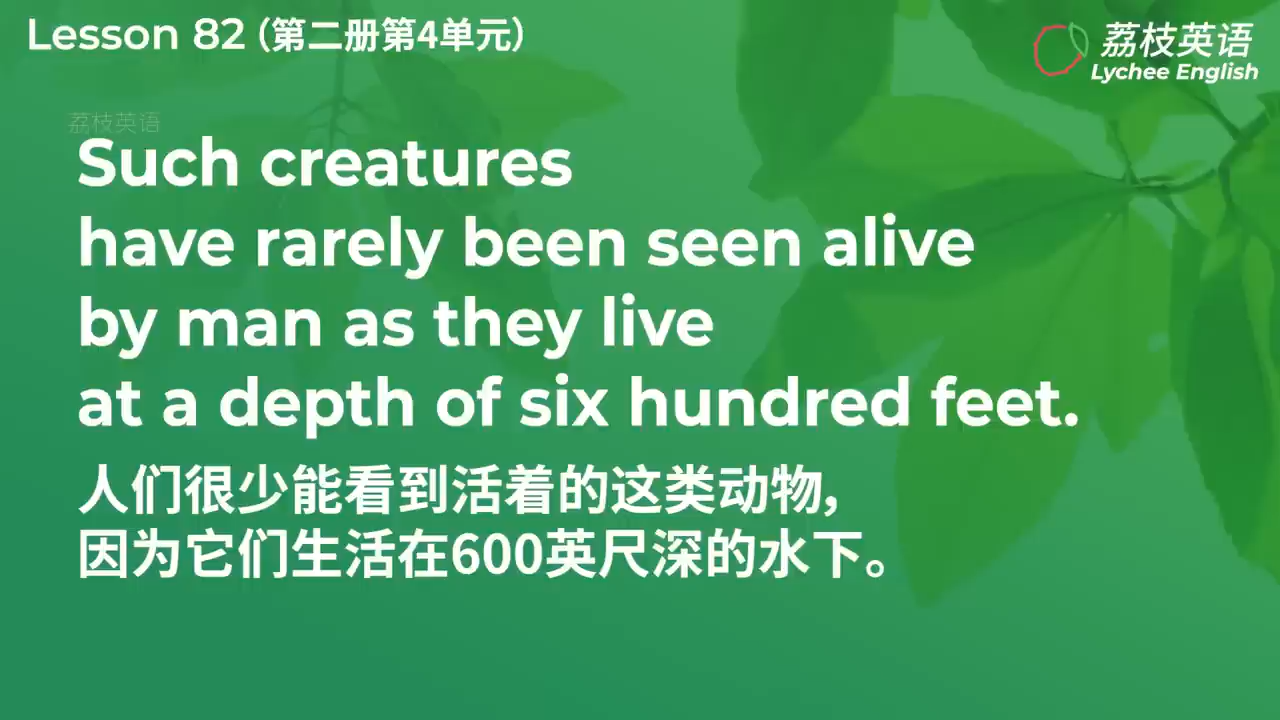 Lesson 82 (第二册第4单元)
荔枝英语
Lychee English
荔枝英语
Such creatures
have rarely been seen alive
by man as they live
at a depth of six hundred feet.
人们很少能看到活着的这类动物,
因为它们生活在600英尺深的水下。